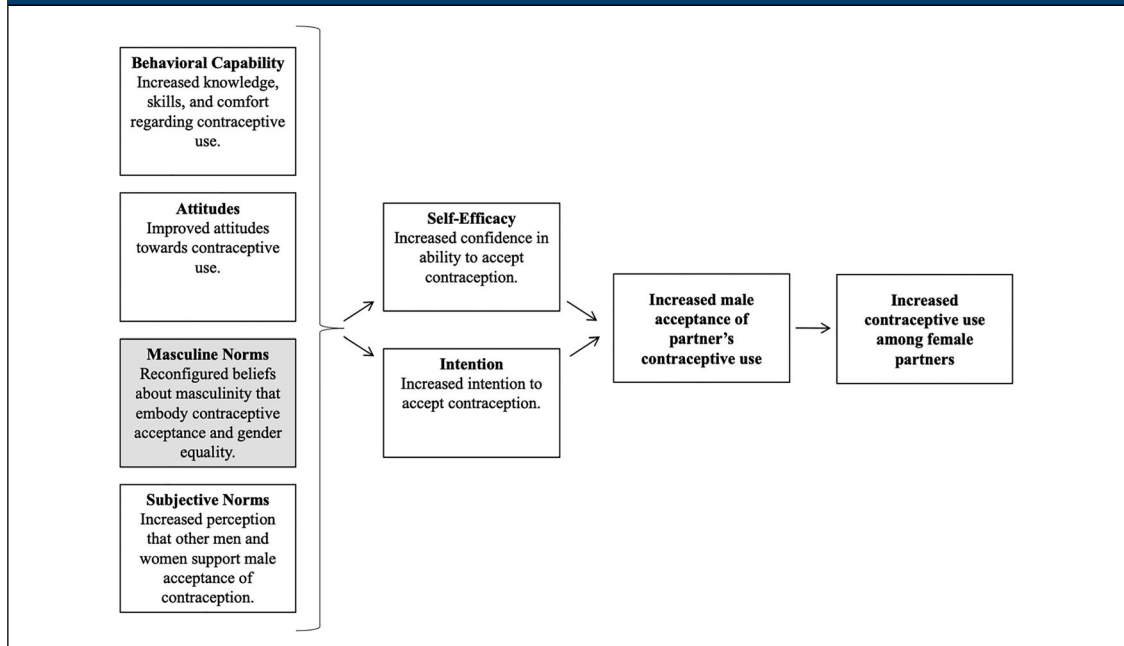 Behavioral Capability
Increased knowledge,
skills, and comfort
regarding contraceptive
use.
Attitudes
Improved attitudes
towards contraceptive
use.
Masculine Norms
Reconfigured beliefs
about masculinity that
embody contraceptive
acceptance and gender
equality.
Subjective Norms
Increased perception
that other men and
women support male
acceptance of
contraception.
Self-Efficacy
Increased confidence in
ability to accept
contraception.
Intention
Increased intention to
accept contraception.
Increased male
acceptance of
partner’s
contraceptive use
Increased
contraceptive use
among female
partners